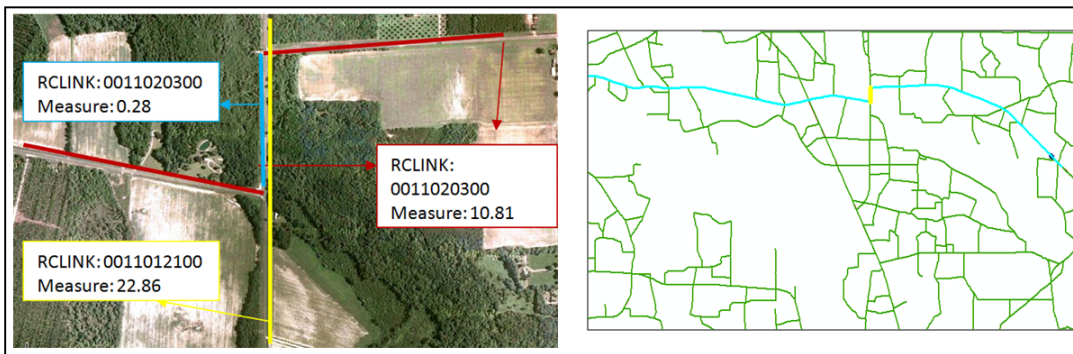 RCLINK: 0011020300
Measure: 0.28
RCLINK:
0011020300
Measure: 10.81
RCLINK: 0011012100
Measure: 22.86